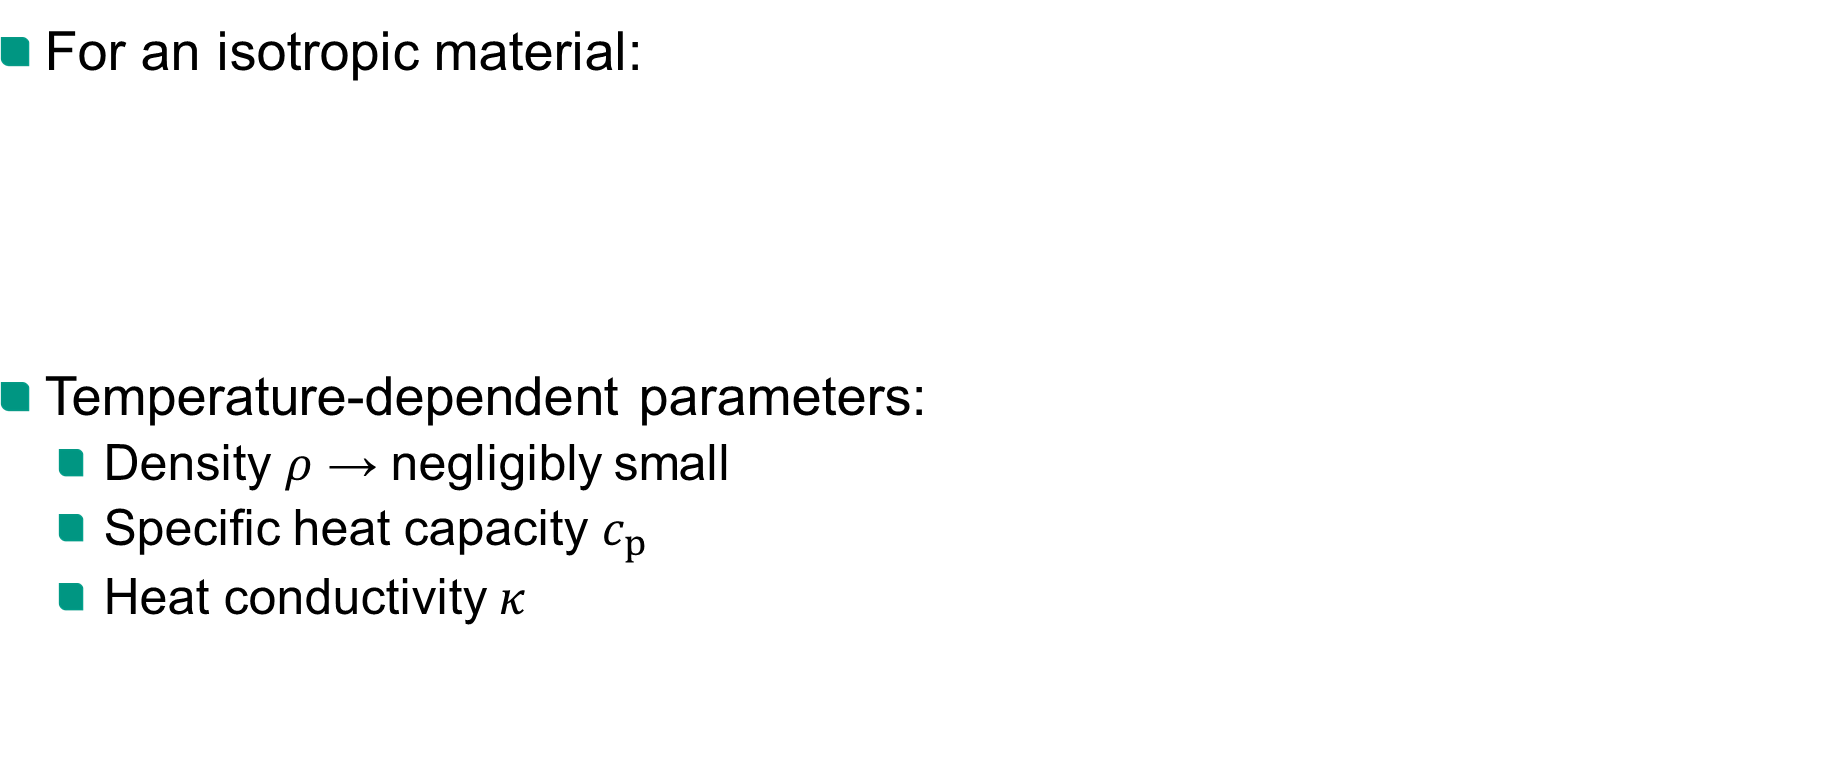 For an isotropic material:
Temperature-dependent parameters:
Density ρ → negligibly small
Specific heat capacity cₚ
Heat conductivity κ